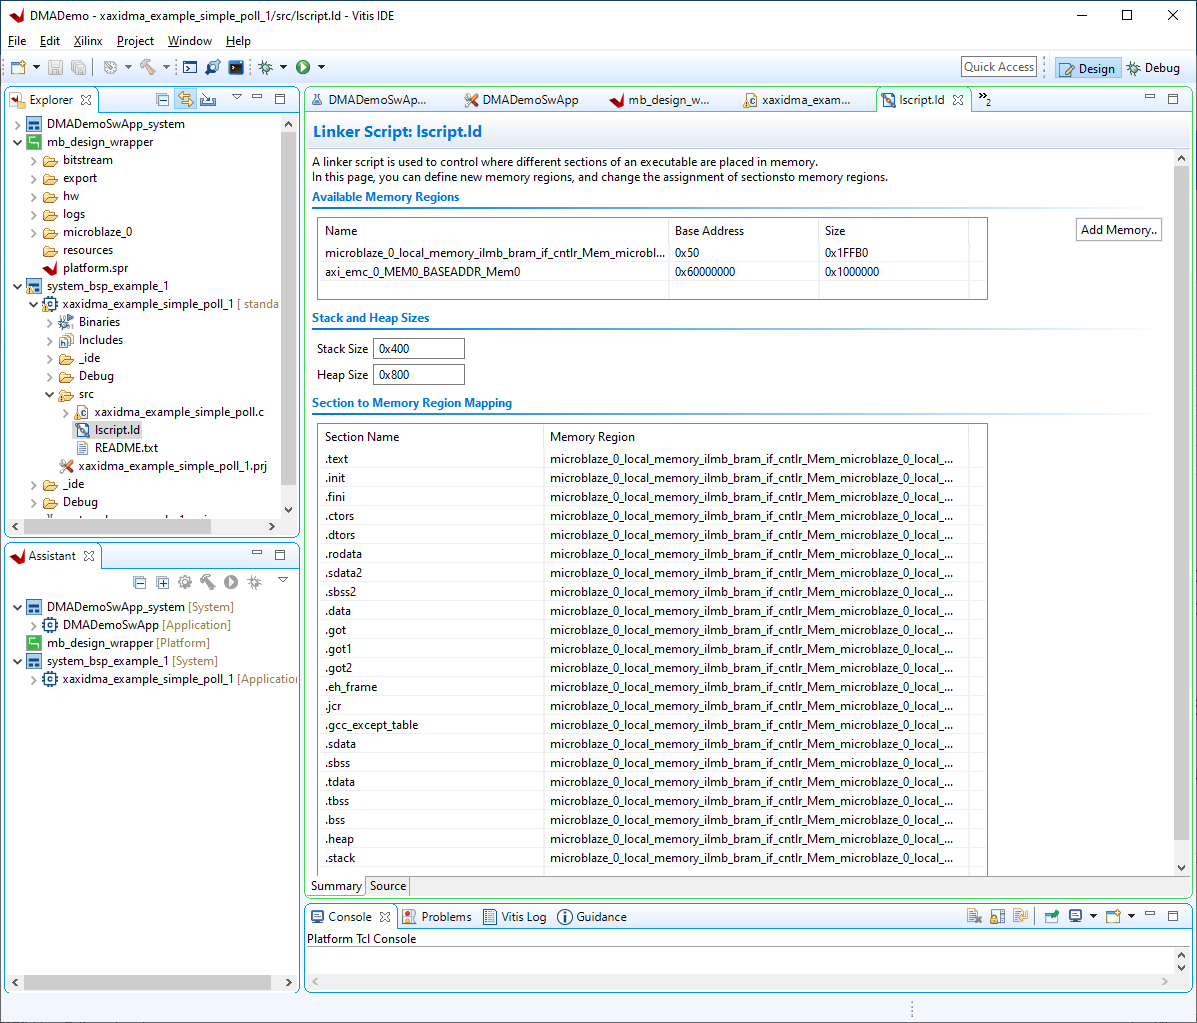 DMADemo - xaxidma_example_simple_poll_1/src/lscript.ld - Vitis IDE
File Edit Xilinx Project Window Help
Quick Access Design Debug
Explorer
DMADemoSwApp_system
mb_design_wrapper
bitstream
export
hw
logs
microblaze_0
resources
platform.spr
system_bsp_example_1
xaxidma_example_simple_poll_1 [ standa
Binaries
Includes
_ide
Debug
src
xaxidma_example_simple_poll.c
lscript.ld
README.txt
xaxidma_example_simple_poll_1.prj
_ide
Debug
Assistant
DMADemoSwApp_system [System]
DMADemoSwApp [Application]
mb_design_wrapper [Platform]
system_bsp_example_1 [System]
xaxidma_example_simple_poll_1 [Application
DMADemoSwAp... DMADemoSwApp mb_design_w... xaxidma_exam... lscript.ld »2
Linker Script: lscript.ld
A linker script is used to control where different sections of an executable are placed in memory.
In this page, you can define new memory regions, and change the assignment of sectionsto memory regions.
Available Memory Regions
Name Base Address Size
microblaze_0_local_memory_ilmb_bram_if_cntlr_Mem_microbl... 0x50 0x1FFB0
axi_emc_0_MEM0_BASEADDR_Mem0 0x60000000 0x1000000
Add Memory..
Stack and Heap Sizes
Stack Size 0x400
Heap Size 0x800
Section to Memory Region Mapping
Section Name Memory Region
.text microblaze_0_local_memory_ilmb_bram_if_cntlr_Mem_microblaze_0_local_...
.init microblaze_0_local_memory_ilmb_bram_if_cntlr_Mem_microblaze_0_local_...
.fini microblaze_0_local_memory_ilmb_bram_if_cntlr_Mem_microblaze_0_local_...
.ctors microblaze_0_local_memory_ilmb_bram_if_cntlr_Mem_microblaze_0_local_...
.dtors microblaze_0_local_memory_ilmb_bram_if_cntlr_Mem_microblaze_0_local_...
.rodata microblaze_0_local_memory_ilmb_bram_if_cntlr_Mem_microblaze_0_local_...
.sdata2 microblaze_0_local_memory_ilmb_bram_if_cntlr_Mem_microblaze_0_local_...
.sbss2 microblaze_0_local_memory_ilmb_bram_if_cntlr_Mem_microblaze_0_local_...
.data microblaze_0_local_memory_ilmb_bram_if_cntlr_Mem_microblaze_0_local_...
.got microblaze_0_local_memory_ilmb_bram_if_cntlr_Mem_microblaze_0_local_...
.got1 microblaze_0_local_memory_ilmb_bram_if_cntlr_Mem_microblaze_0_local_...
.got2 microblaze_0_local_memory_ilmb_bram_if_cntlr_Mem_microblaze_0_local_...
.eh_frame microblaze_0_local_memory_ilmb_bram_if_cntlr_Mem_microblaze_0_local_...
.jcr microblaze_0_local_memory_ilmb_bram_if_cntlr_Mem_microblaze_0_local_...
.gcc_except_table microblaze_0_local_memory_ilmb_bram_if_cntlr_Mem_microblaze_0_local_...
.sdata microblaze_0_local_memory_ilmb_bram_if_cntlr_Mem_microblaze_0_local_...
.sbss microblaze_0_local_memory_ilmb_bram_if_cntlr_Mem_microblaze_0_local_...
.tdata microblaze_0_local_memory_ilmb_bram_if_cntlr_Mem_microblaze_0_local_...
.tbss microblaze_0_local_memory_ilmb_bram_if_cntlr_Mem_microblaze_0_local_...
.bss microblaze_0_local_memory_ilmb_bram_if_cntlr_Mem_microblaze_0_local_...
.heap microblaze_0_local_memory_ilmb_bram_if_cntlr_Mem_microblaze_0_local_...
.stack microblaze_0_local_memory_ilmb_bram_if_cntlr_Mem_microblaze_0_local_...
Summary Source
Console Problems Vitis Log Guidance
Platform Tcl Console